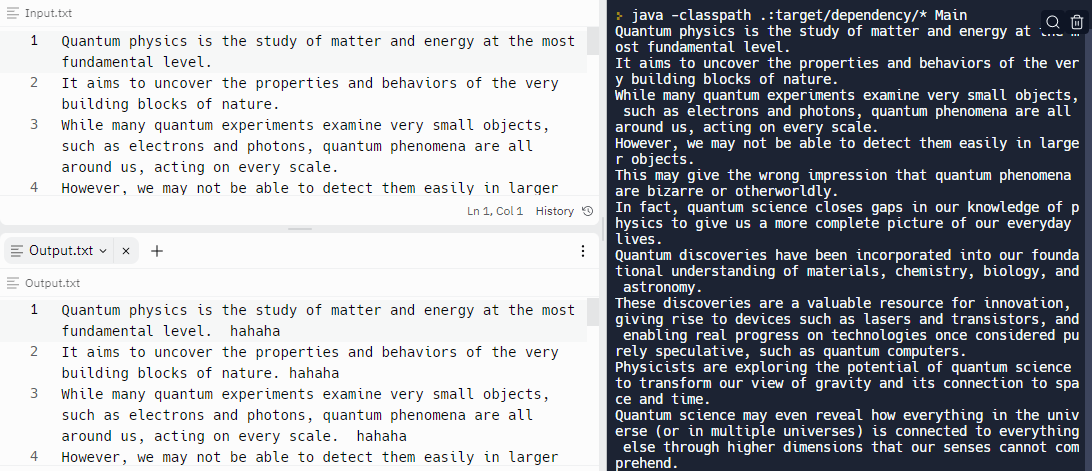 Input.txt
1 Quantum physics is the study of matter and energy at the most
fundamental level.
2 It aims to uncover the properties and behaviors of the very
building blocks of nature.
3 While many quantum experiments examine very small objects,
such as electrons and photons, quantum phenomena are all
around us, acting on every scale.
4 However, we may not be able to detect them easily in larger
Ln 1, Col 1 History
Output.txt
Output.txt
1 Quantum physics is the study of matter and energy at the most
fundamental level.  hahaha
2 It aims to uncover the properties and behaviors of the very
building blocks of nature. hahaha
3 While many quantum experiments examine very small objects,
such as electrons and photons, quantum phenomena are all
around us, acting on every scale.  hahaha
4 However, we may not be able to detect them easily in larger
java -classpath .:target/dependency/* Main
Quantum physics is the study of matter and energy at the m
ost fundamental level.
It aims to uncover the properties and behaviors of the ver
y building blocks of nature.
While many quantum experiments examine very small objects,
such as electrons and photons, quantum phenomena are all
around us, acting on every scale.
However, we may not be able to detect them easily in large
r objects.
This may give the wrong impression that quantum phenomena
are bizarre or otherworldly.
In fact, quantum science closes gaps in our knowledge of p
hysics to give us a more complete picture of our everyday
lives.
Quantum discoveries have been incorporated into our founda
tional understanding of materials, chemistry, biology, and
astronomy.
These discoveries are a valuable resource for innovation,
giving rise to devices such as lasers and transistors, and
enabling real progress on technologies once considered pu
rely speculative, such as quantum computers.
Physicists are exploring the potential of quantum science
to transform our view of gravity and its connection to spa
ce and time.
Quantum science may even reveal how everything in the univ
erse (or in multiple universes) is connected to everything
else through higher dimensions that our senses cannot com
prehend.